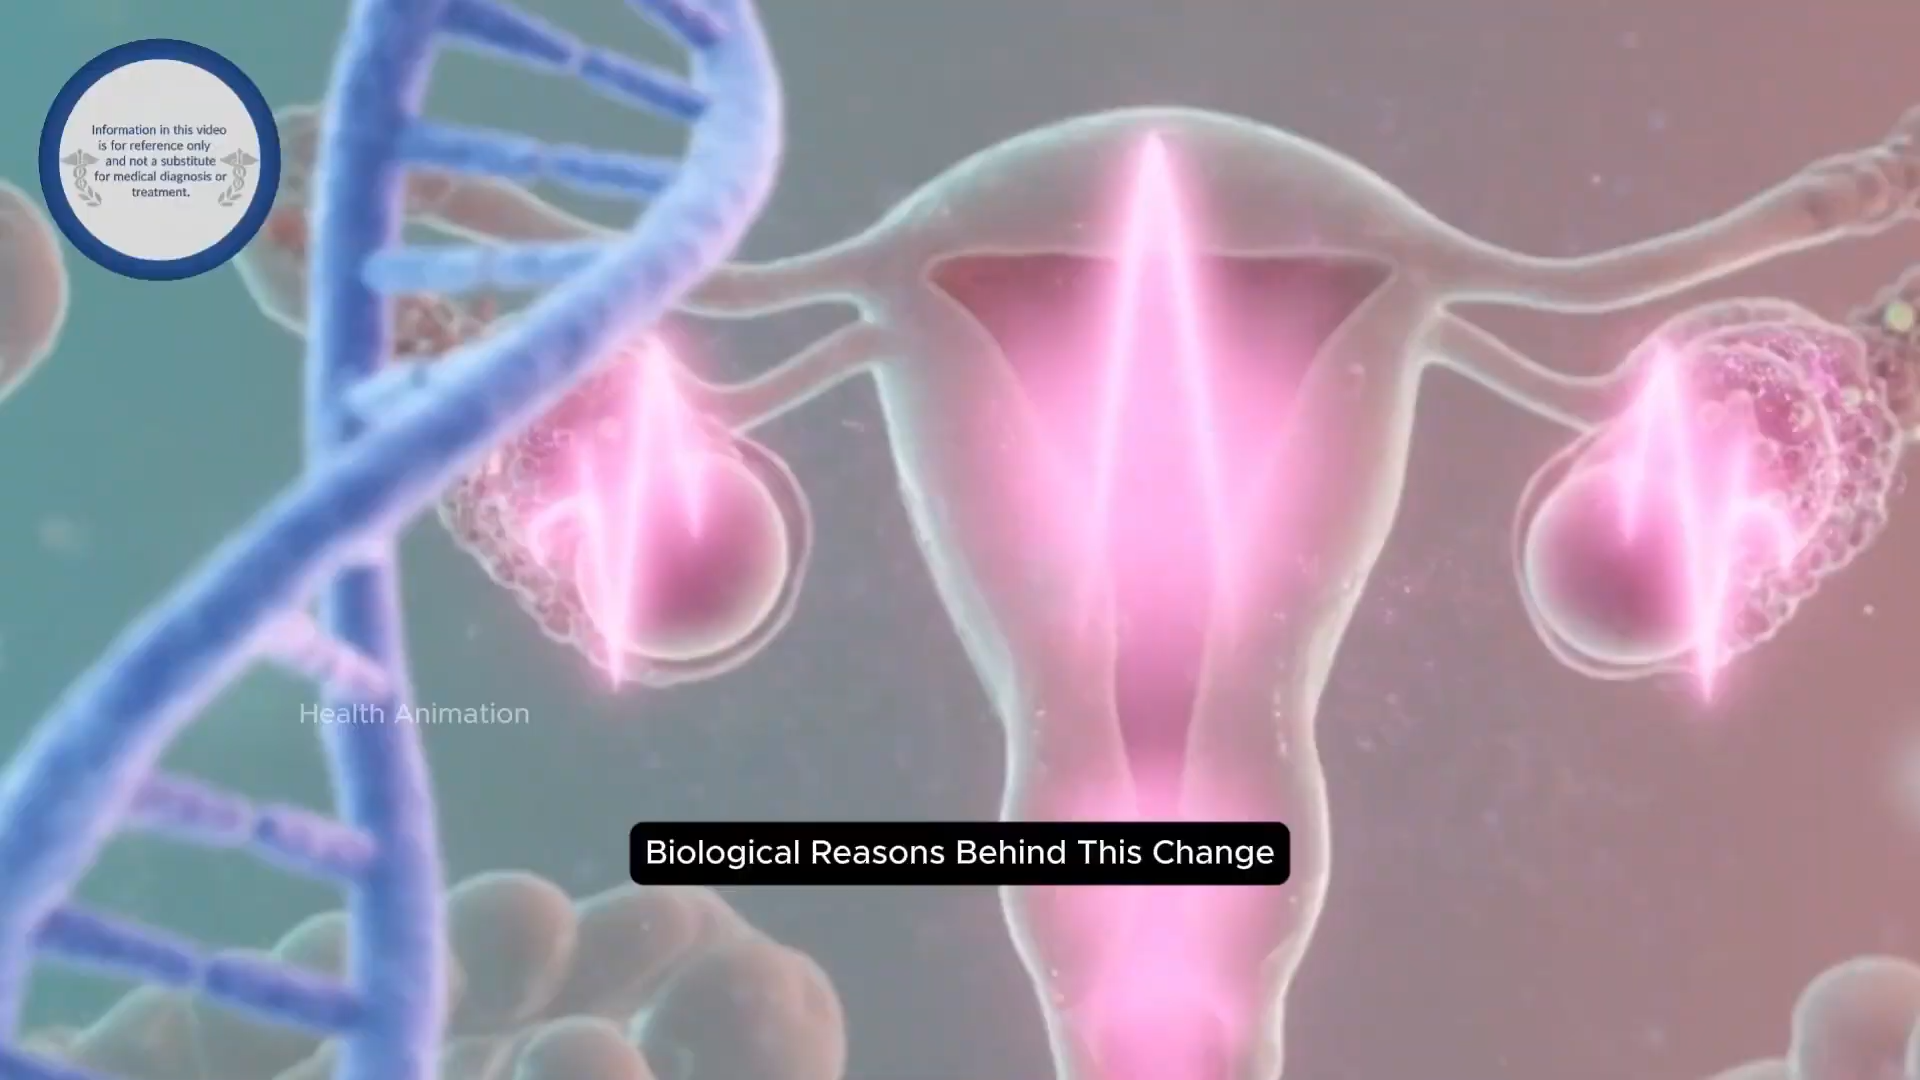 Information in this video
is for reference only
and not a substitute
for medical diagnosis or
treatment.
Health Animation
Biological Reasons Behind This Change